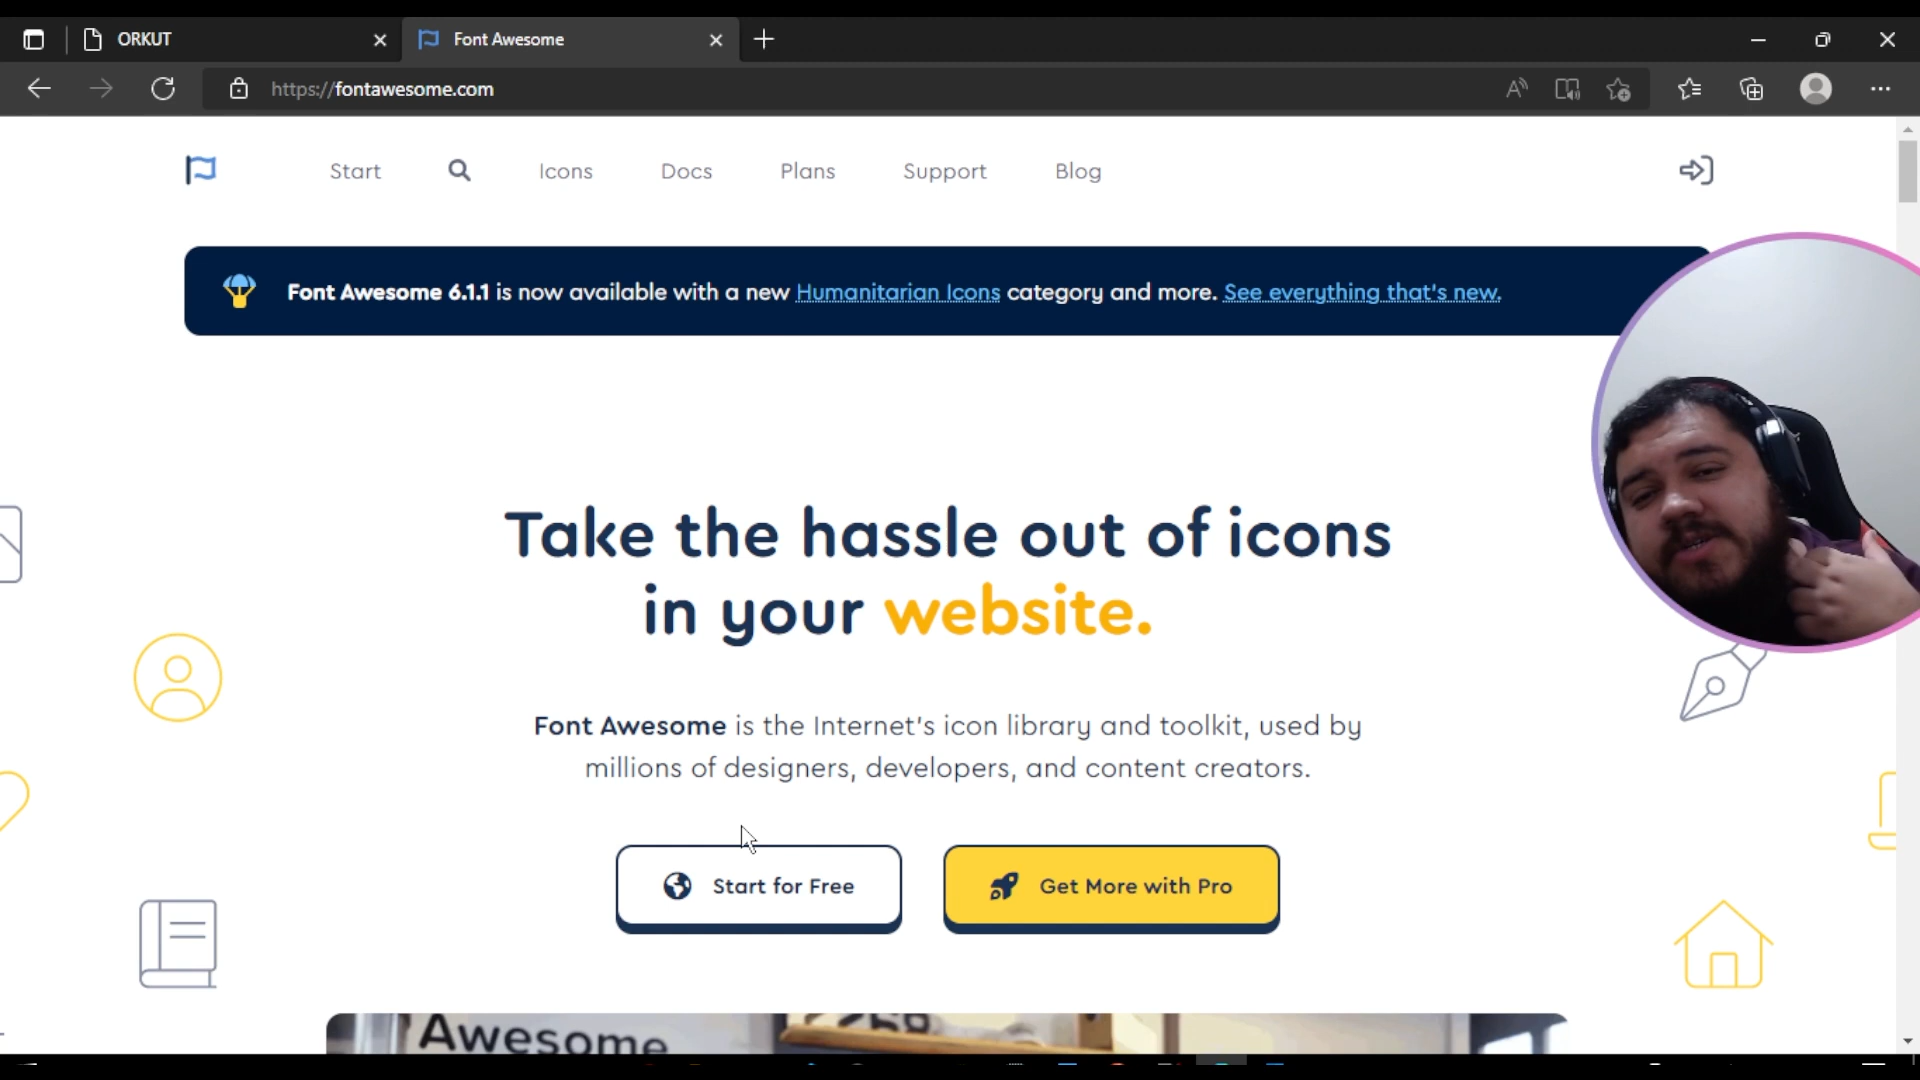 ORKUT
Font Awesome
https://fontawesome.com
Start
Icons
Docs
Plans
Support
Blog
Font Awesome 6.1.1 is now available with a new Humanitarian Icons category and more. See everything that's new.
Take the hassle out of icons
in your website.
Font Awesome is the Internet's icon library and toolkit, used by
millions of designers, developers, and content creators.
Start for Free
Get More with Pro
Awesome